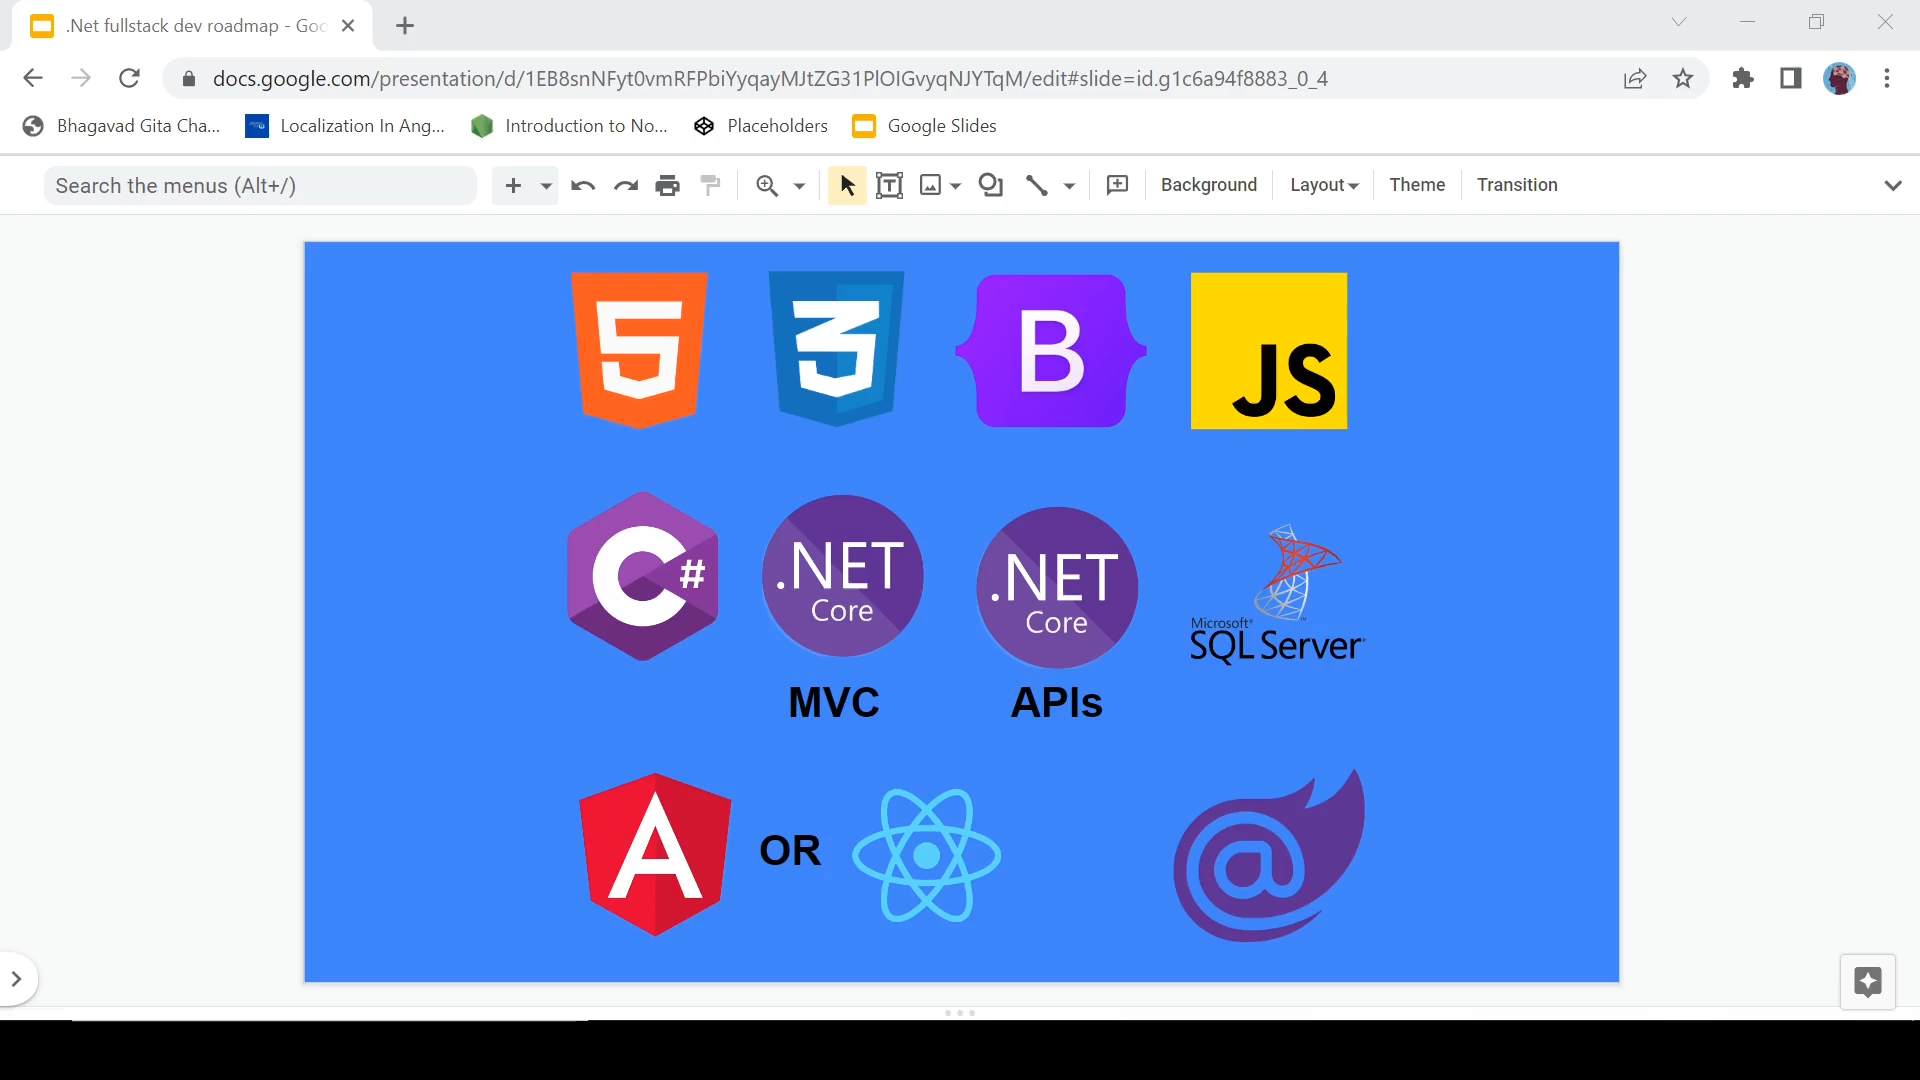 .Net fullstack dev roadmap - Goo
docs.google.com/presentation/d/1EB8snNFyt0vmRFPbiYyqayMJtZG31PlOIGvyqNJYTqM/edit#slide=id.g1c6a94f8883_0_4
Bhagavad Gita Cha... Localization In Ang... Introduction to No... Placeholders Google Slides
Search the menus (Alt+/) Background Layout Theme Transition
5 3 B JS
C# .NET Core .NET Core Microsoft SQL Server
MVC APIs
A OR @